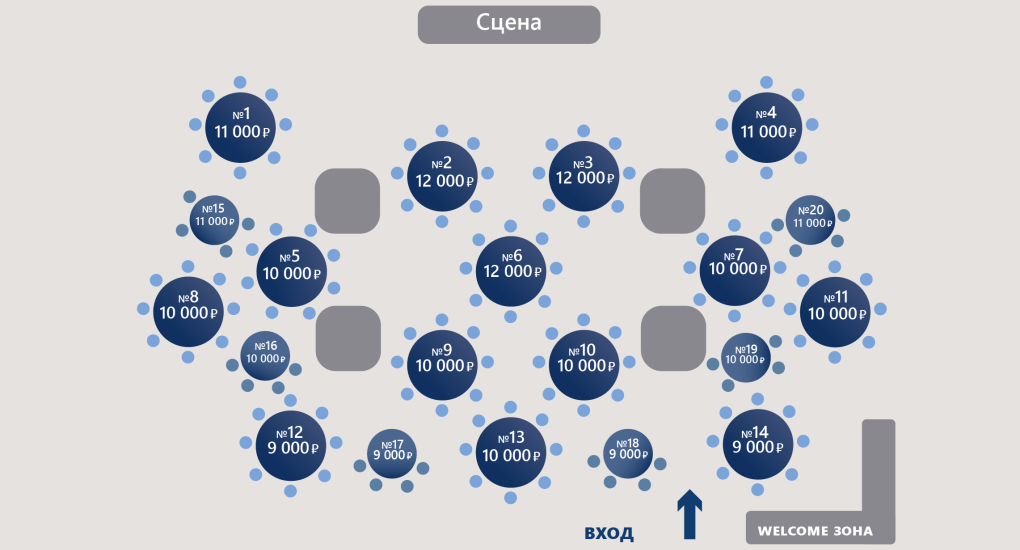 Сцена
№1
11 000 ₽
№4
11 000 ₽
№2
12 000 ₽
№3
12 000 ₽
№15
11 000 ₽
№20
11 000 ₽
№5
10 000 ₽
№6
12 000 ₽
№7
10 000 ₽
№8
10 000 ₽
№11
10 000 ₽
№16
10 000 ₽
№9
10 000 ₽
№10
10 000 ₽
№19
10 000 ₽
№12
9 000 ₽
№17
9 000 ₽
№13
10 000 ₽
№18
9 000 ₽
№14
9 000 ₽
ВХОД
WELCOME ЗОНА